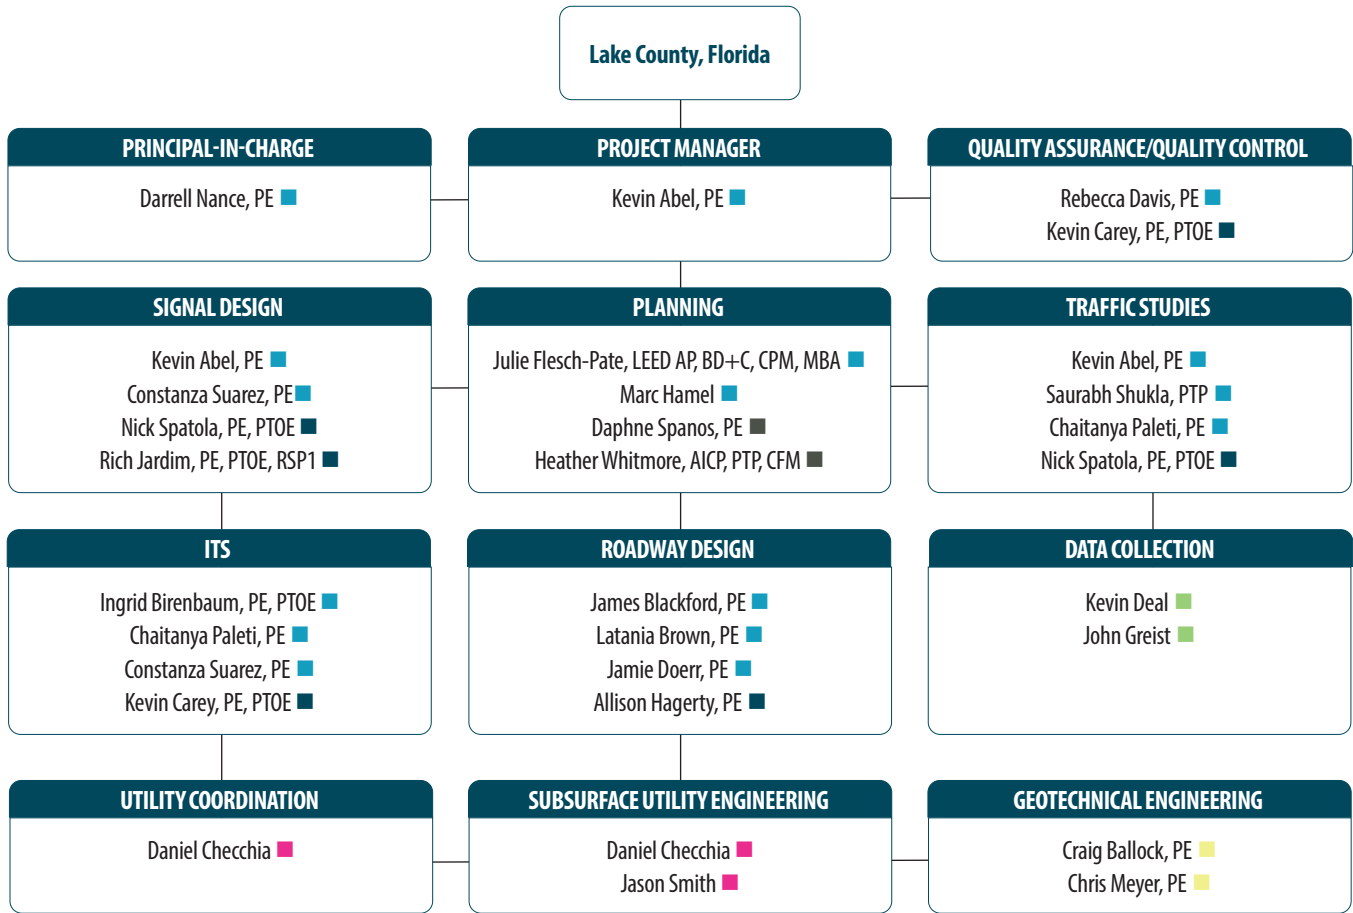 Lake County, Florida
PRINCIPAL-IN-CHARGE
Darrell Nance, PE
PROJECT MANAGER
Kevin Abel, PE
QUALITY ASSURANCE/QUALITY CONTROL
Rebecca Davis, PE
Kevin Carey, PE, PTOE
SIGNAL DESIGN
Kevin Abel, PE
Constanza Suarez, PE
Nick Spatola, PE, PTOE
Rich Jardim, PE, PTOE, RSP1
PLANNING
Julie Flesch-Pate, LEED AP, BD+C, CPM, MBA
Marc Hamel
Daphne Spanos, PE
Heather Whitmore, AICP, PTP, CFM
TRAFFIC STUDIES
Kevin Abel, PE
Saurabh Shukla, PTP
Chaitanya Paleti, PE
Nick Spatola, PE, PTOE
ITS
Ingrid Birenbaum, PE, PTOE
Chaitanya Paleti, PE
Constanza Suarez, PE
Kevin Carey, PE, PTOE
ROADWAY DESIGN
James Blackford, PE
Latania Brown, PE
Jamie Doerr, PE
Allison Hagerty, PE
DATA COLLECTION
Kevin Deal
John Greist
UTILITY COORDINATION
Daniel Checchia
SUBSURFACE UTILITY ENGINEERING
Daniel Checchia
Jason Smith
GEOTECHNICAL ENGINEERING
Craig Ballock, PE
Chris Meyer, PE